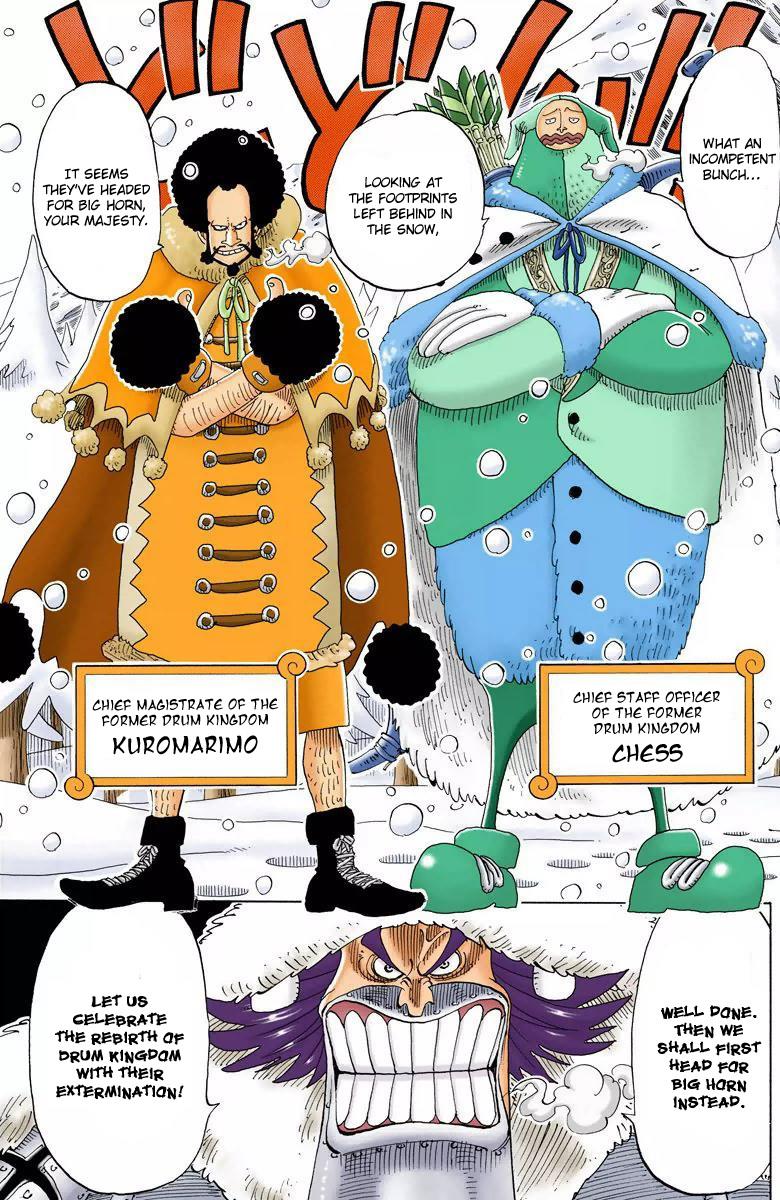 ドドン!!
WHAT AN
INCOMPETENT
BUNCH...
LOOKING AT
THE FOOTPRINTS
LEFT BEHIND IN
THE SNOW,
IT SEEMS
THEY'VE HEADED
FOR BIG HORN,
YOUR MAJESTY.
CHIEF STAFF OFFICER
OF THE FORMER
DRUM KINGDOM
CHESS
CHIEF MAGISTRATE OF THE
FORMER DRUM KINGDOM
KUROMARIMO
WELL DONE.
THEN WE
SHALL FIRST
HEAD FOR
BIG HORN
INSTEAD.
LET US
CELEBRATE
THE REBIRTH OF
DRUM KINGDOM
WITH THEIR
EXTERMINATION!